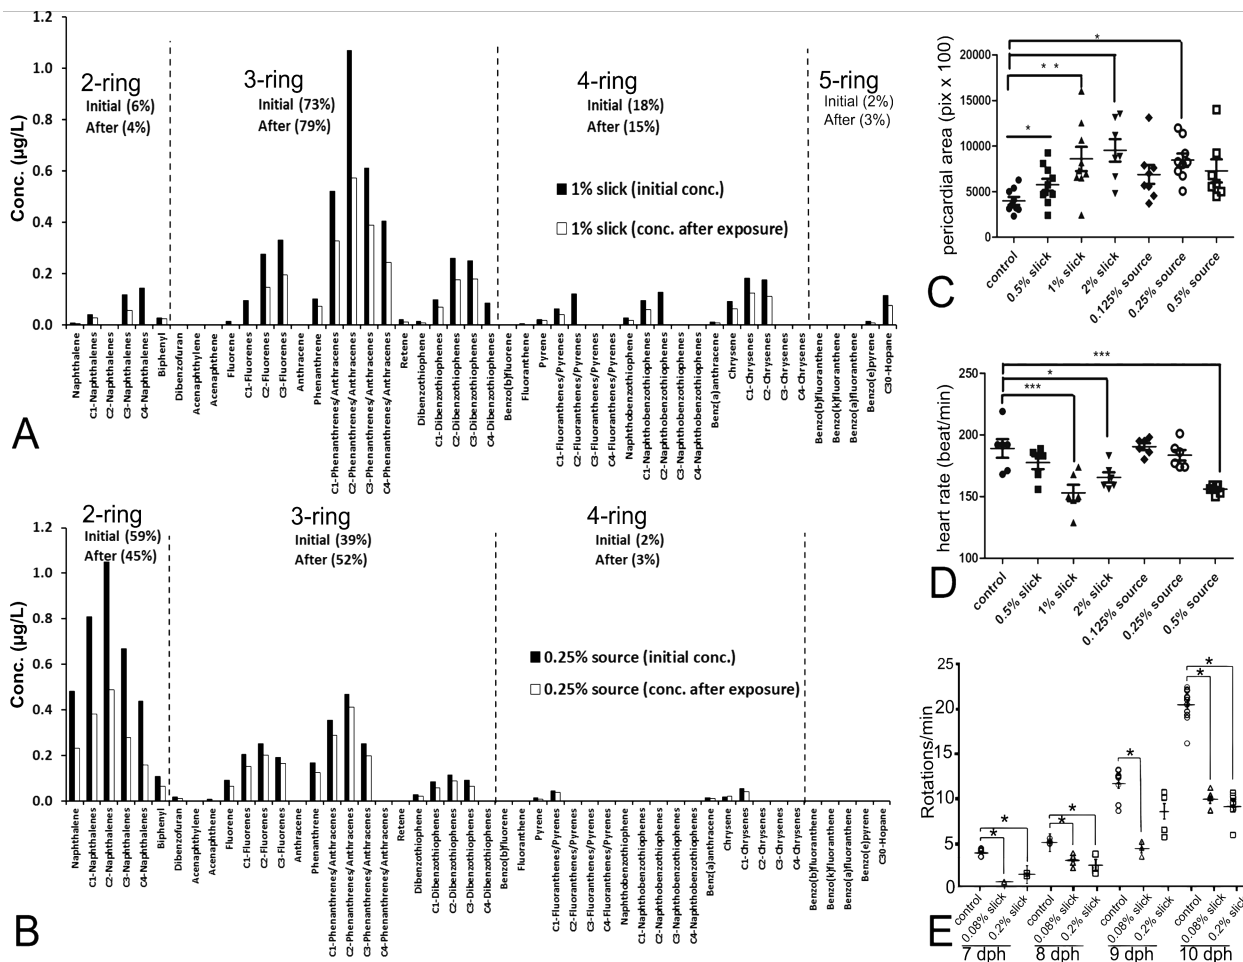 1.2
1.0
0.8
0.6
0.4
0.2
0.0
Conc. (µg/L)
2-ring
Initial (6%)
After (4%)
3-ring
Initial (73%)
After (79%)
4-ring
Initial (18%)
After (15%)
5-ring
Initial (2%)
After (3%)
1% slick (initial conc.)
1% slick (conc. after exposure)
Naphthalene
C1-Naphthalenes
C2-Naphthalenes
C3-Naphthalenes
C4-Naphthalenes
Biphenyl
Dibenzofuran
Acenaphthylene
Acenaphthene
Fluorene
C1-Fluorenes
C2-Fluorenes
C3-Fluorenes
Anthracene
Phenanthrene
C1-Phenanthrenes/Anthracenes
C2-Phenanthrenes/Anthracenes
C3-Phenanthrenes/Anthracenes
C4-Phenanthrenes/Anthracenes
Retene
Dibenzothiophene
C1-Dibenzothiophenes
C2-Dibenzothiophenes
C3-Dibenzothiophenes
C4-Dibenzothiophenes
Benzo(b)fluorene
Fluoranthene
Pyrene
C1-Fluoranthenes/Pyrenes
C2-Fluoranthenes/Pyrenes
C3-Fluoranthenes/Pyrenes
C4-Fluoranthenes/Pyrenes
Naphthobenzothiophene
C1-Naphthobenzothiophenes
C2-Naphthobenzothiophenes
C3-Naphthobenzothiophenes
C4-Naphthobenzothiophenes
Benz[a]anthracene
Chrysene
C1-Chrysenes
C2-Chrysenes
C3-Chrysenes
C4-Chrysenes
Benzo(b)fluoranthene
Benzo(k)fluoranthene
Benzo(a)fluoranthene
Benzo(e)pyrene
C30-Hopane
A
1.2
1.0
0.8
0.6
0.4
0.2
0.0
Conc. (µg/L)
2-ring
Initial (59%)
After (45%)
3-ring
Initial (39%)
After (52%)
4-ring
Initial (2%)
After (3%)
0.25% source (initial conc.)
0.25% source (conc. after exposure)
Naphthalene
C1-Naphthalenes
C2-Naphthalenes
C3-Naphthalenes
C4-Naphthalenes
Biphenyl
Dibenzofuran
Acenaphthylene
Acenaphthene
Fluorene
C1-Fluorenes
C2-Fluorenes
C3-Fluorenes
Anthracene
Phenanthrene
C1-Phenanthrenes/Anthracenes
C2-Phenanthrenes/Anthracenes
C3-Phenanthrenes/Anthracenes
C4-Phenanthrenes/Anthracenes
Retene
Dibenzothiophene
C1-Dibenzothiophenes
C2-Dibenzothiophenes
C3-Dibenzothiophenes
C4-Dibenzothiophenes
Benzo(b)fluorene
Fluoranthene
Pyrene
C1-Fluoranthenes/Pyrenes
C2-Fluoranthenes/Pyrenes
C3-Fluoranthenes/Pyrenes
C4-Fluoranthenes/Pyrenes
Naphthobenzothiophene
C1-Naphthobenzothiophenes
C2-Naphthobenzothiophenes
C3-Naphthobenzothiophenes
C4-Naphthobenzothiophenes
Benz[a]anthracene
Chrysene
C1-Chrysenes
C2-Chrysenes
C3-Chrysenes
C4-Chrysenes
Benzo(b)fluoranthene
Benzo(k)fluoranthene
Benzo(a)fluoranthene
Benzo(e)pyrene
C30-Hopane
B
pericardial area (pix x 100)
20000
15000
10000
5000
0
*
* *
*
control
0.5% slick
1% slick
2% slick
0.125% source
0.25% source
0.5% source
C
heart rate (beat/min)
250
200
150
100
***
*
***
control
0.5% slick
1% slick
2% slick
0.125% source
0.25% source
0.5% source
D
Rotations/min
25
20
15
10
5
0
*
*
*
*
*
*
*
control
0.08% slick
0.2% slick
control
0.08% slick
0.2% slick
control
0.08% slick
0.2% slick
control
0.08% slick
0.2% slick
7 dph
8 dph
9 dph
10 dph
E